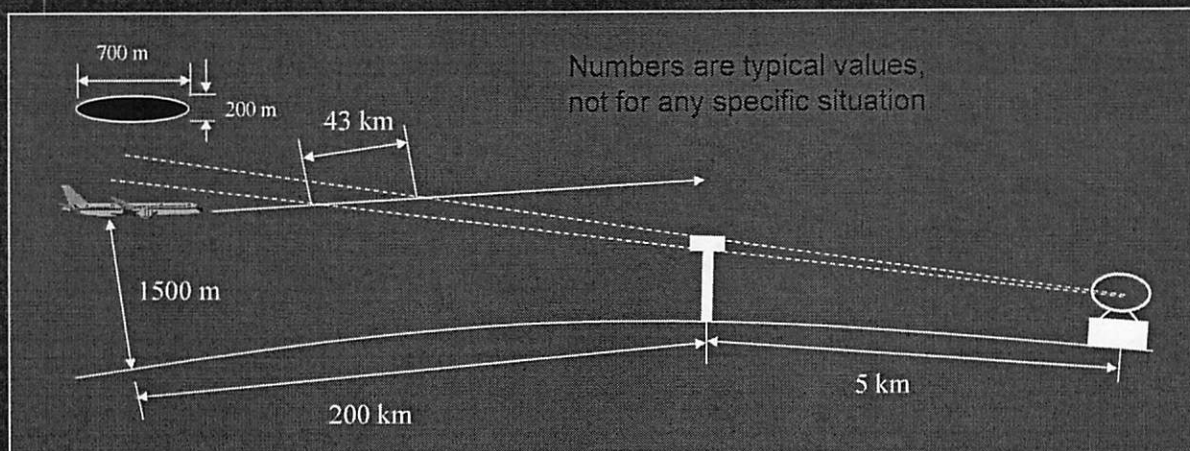 700 m
200 m
43 km
Numbers are typical values,
not for any specific situation
1500 m
200 km
5 km